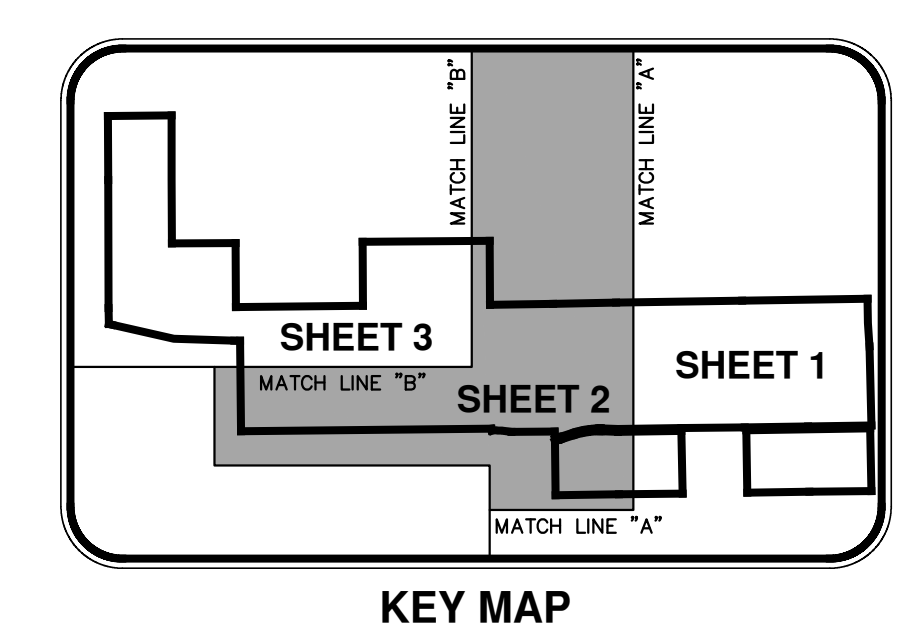 MATCH LINE "B"
MATCH LINE "A"
SHEET 3
SHEET 1
MATCH LINE "B"
SHEET 2
MATCH LINE "A"
KEY MAP